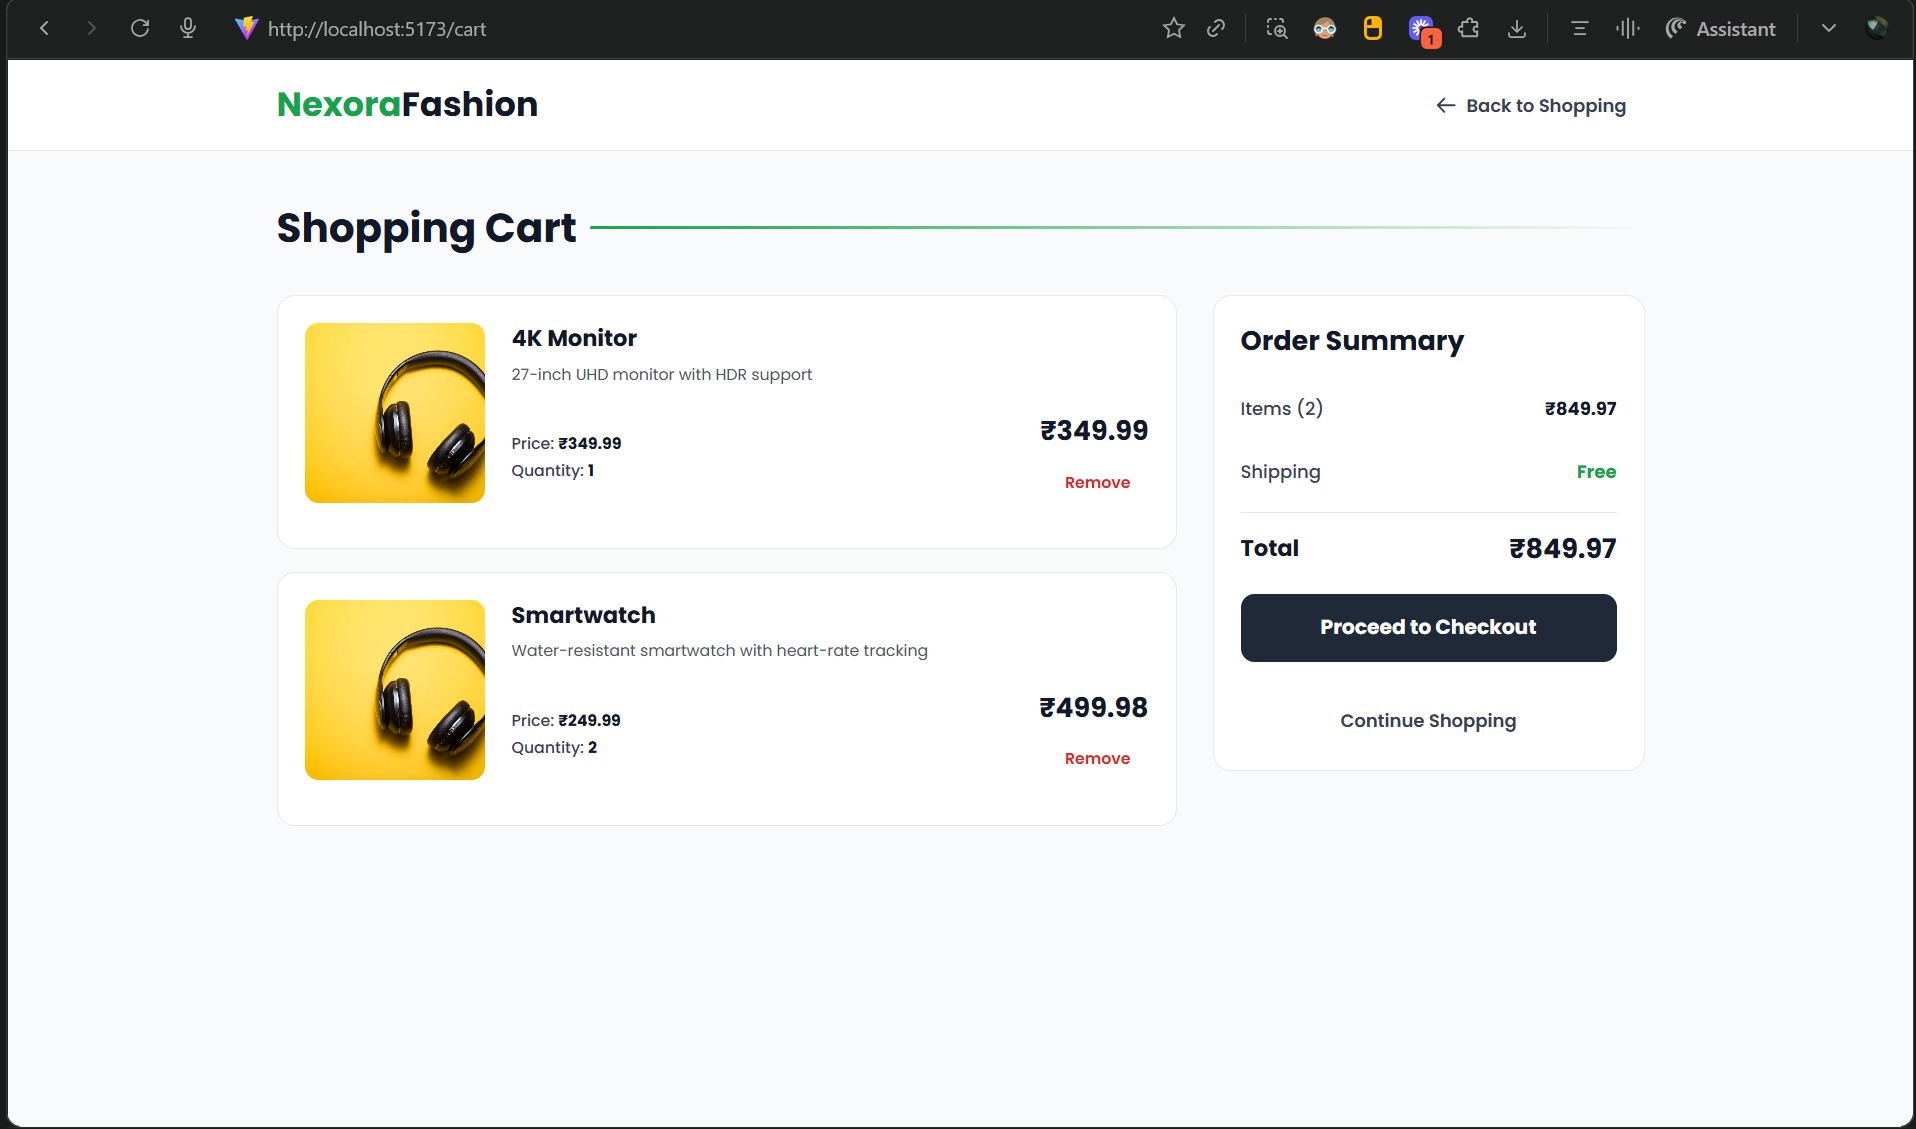 http://localhost:5173/cart
1
Assistant
NexoraFashion
← Back to Shopping
Shopping Cart
4K Monitor
27-inch UHD monitor with HDR support
Price: ₹349.99
Quantity: 1
₹349.99
Remove
Smartwatch
Water-resistant smartwatch with heart-rate tracking
Price: ₹249.99
Quantity: 2
₹499.98
Remove
Order Summary
Items (2) ₹849.97
Shipping Free
Total ₹849.97
Proceed to Checkout
Continue Shopping